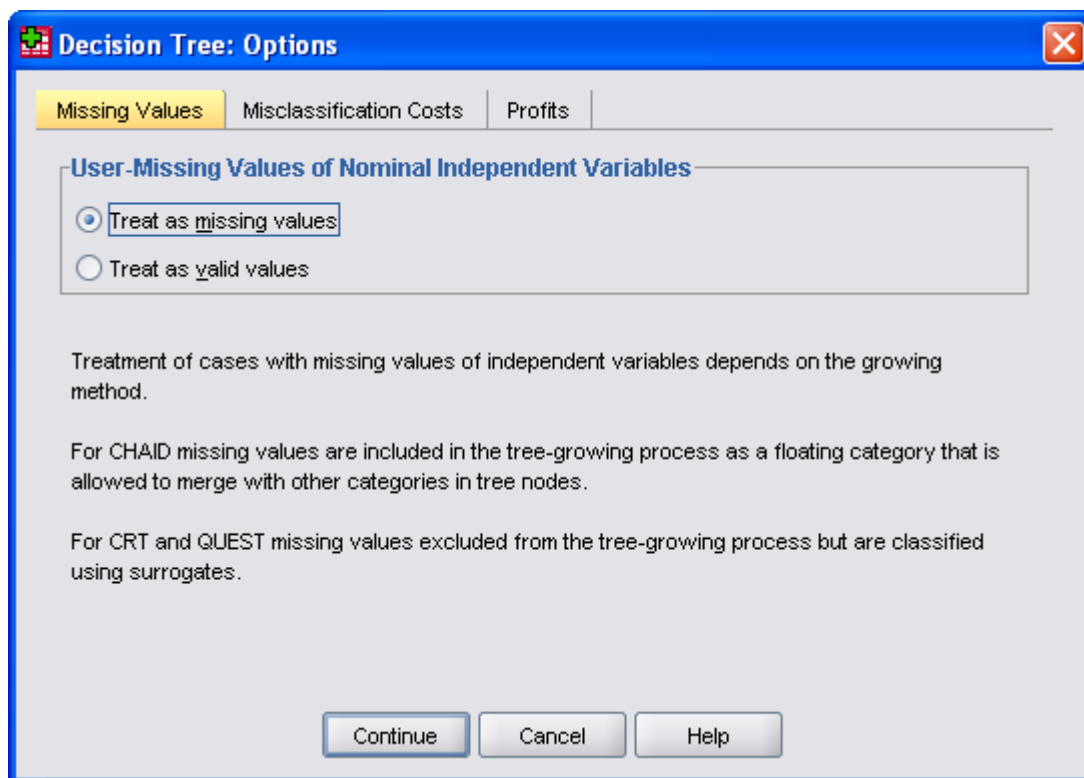 Decision Tree: Options
Missing Values
Misclassification Costs
Profits
User-Missing Values of Nominal Independent Variables
Treat as missing values
Treat as valid values
Treatment of cases with missing values of independent variables depends on the growing
method.
For CHAID missing values are included in the tree-growing process as a floating category that is
allowed to merge with other categories in tree nodes.
For CRT and QUEST missing values excluded from the tree-growing process but are classified
using surrogates.
Continue
Cancel
Help